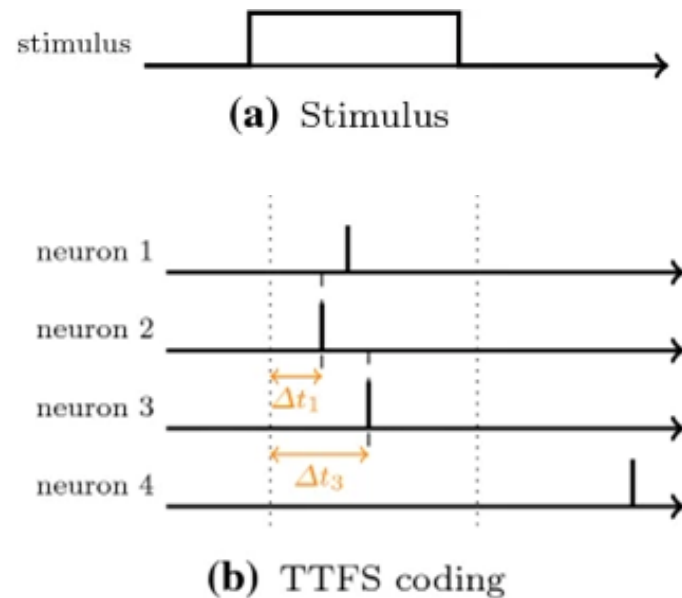 stimulus
(a) Stimulus
neuron 1
neuron 2
Δt₁
neuron 3
Δt₃
neuron 4
(b) TTFS coding